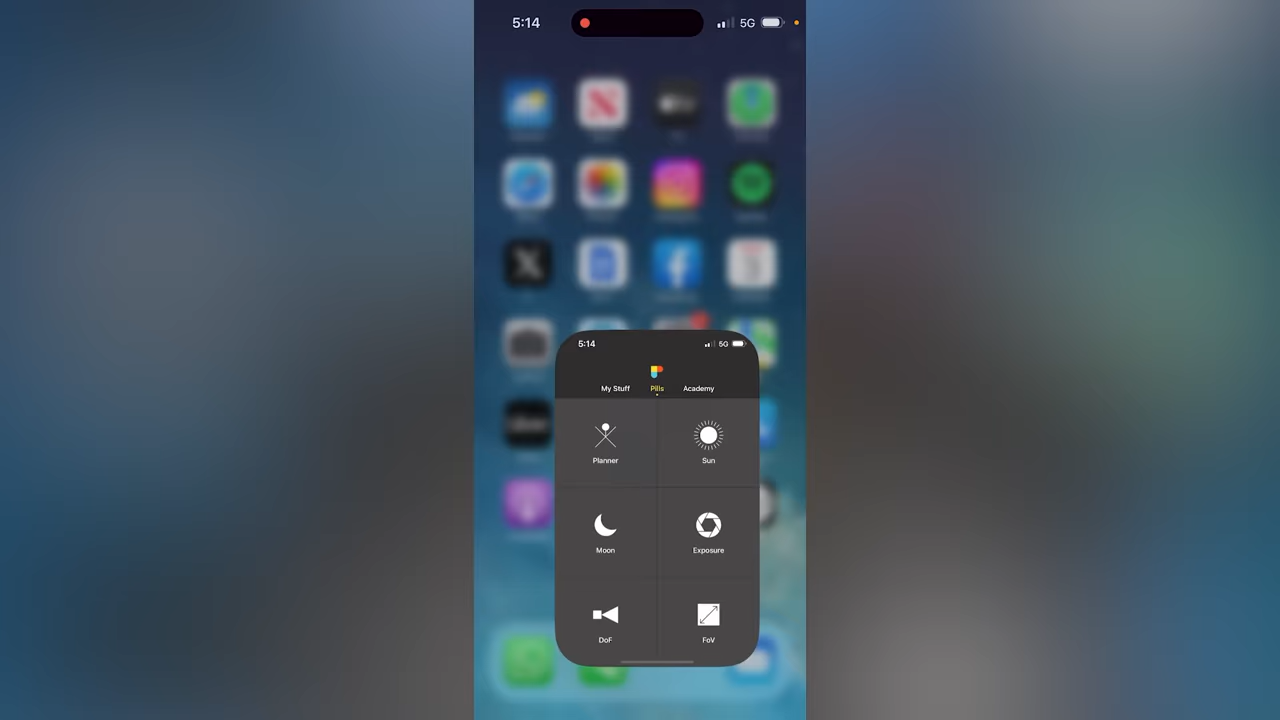 5:14 5G
5:14 5G
My Stuff Pills Academy
Planner Sun
Moon Exposure
DoF FoV